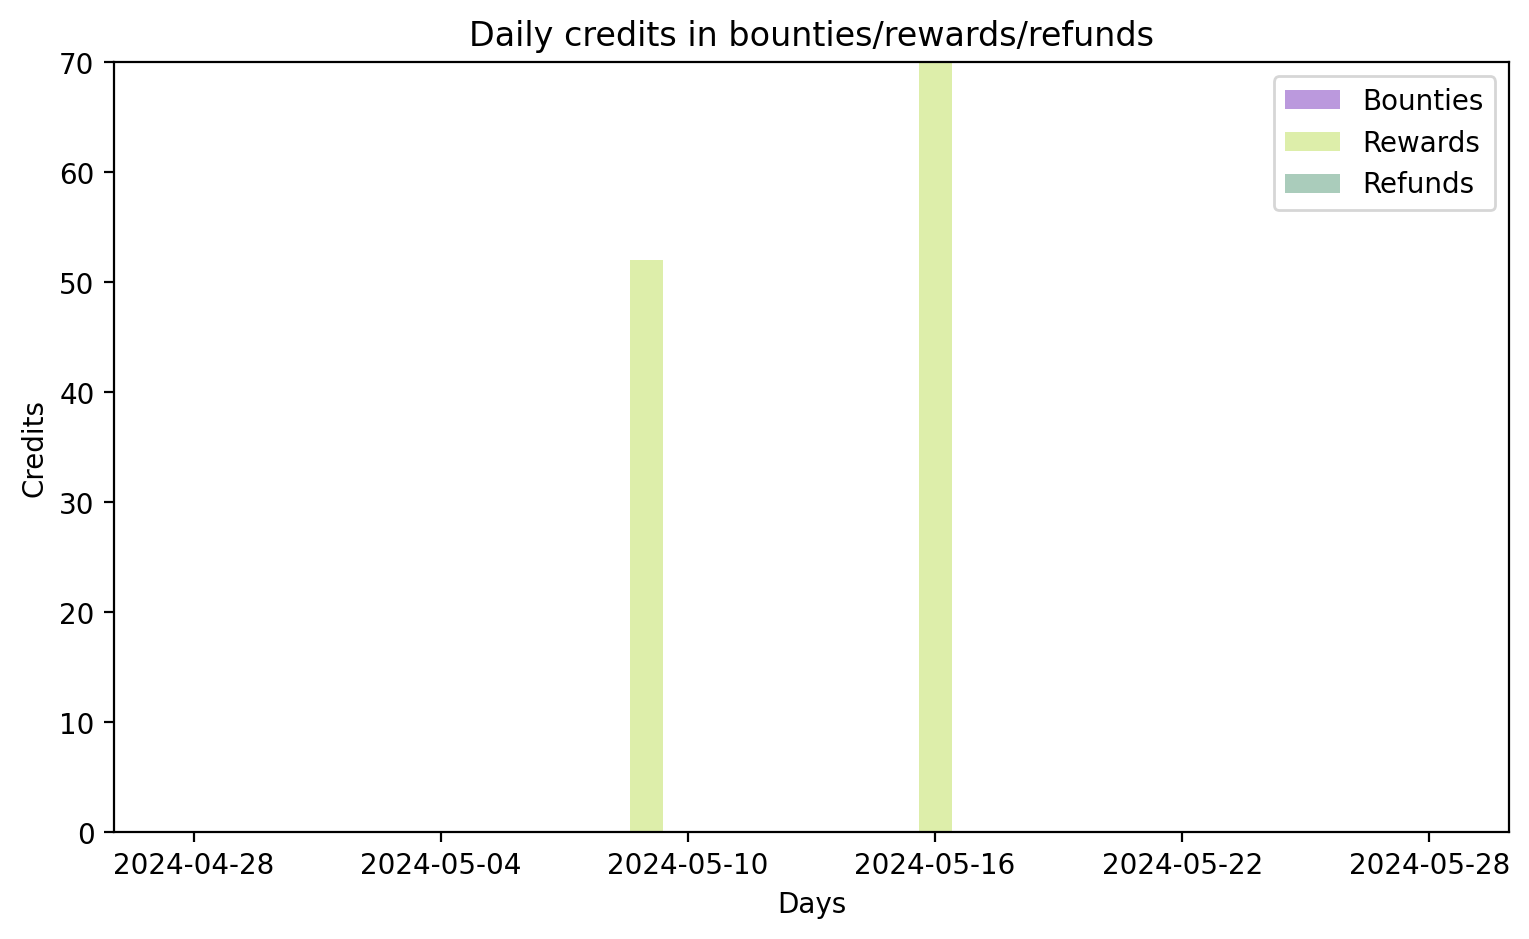 Daily credits in bounties/rewards/refunds
70
60
50
40
30
20
10
0
Credits
Bounties
Rewards
Refunds
2024-04-28 2024-05-04 2024-05-10 2024-05-16 2024-05-22 2024-05-28
Days